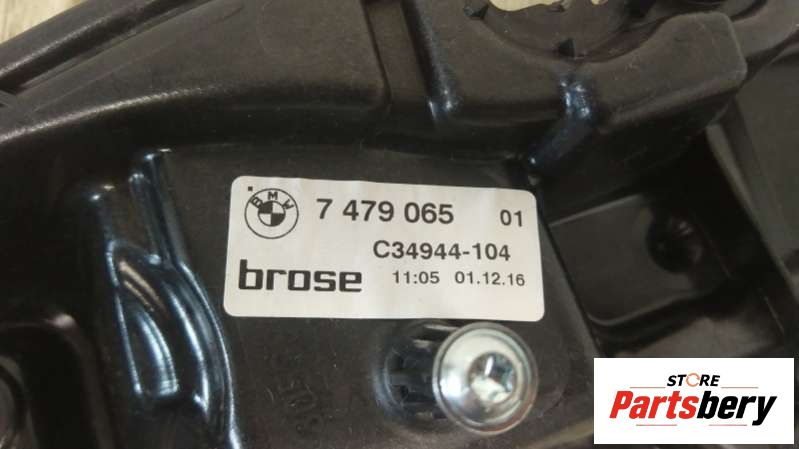 BMW 7 479 065 01
C34944-104
brose 11:05 01.12.16
STORE
Partsbery